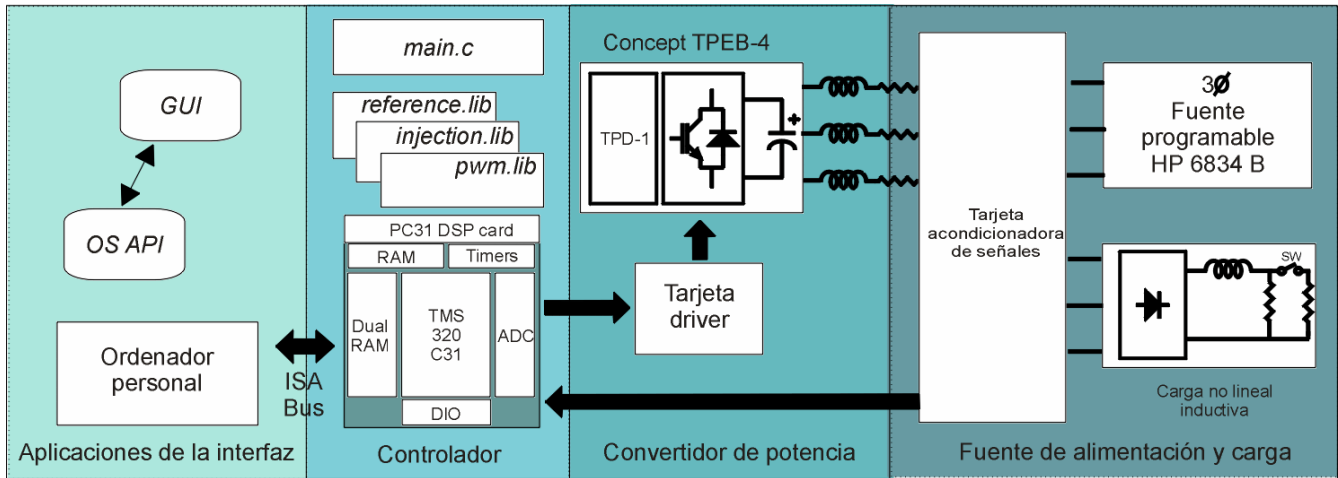 GUI
OS API
Ordenador
personal
ISA
Bus
Aplicaciones de la interfaz
main.c
reference.lib
injection.lib
pwm.lib
PC31 DSP card
RAM
Timers
Dual
RAM
TMS
320
C31
ADC
DIO
Controlador
Concept TPEB-4
TPD-1
+
Tarjeta
driver
Convertidor de potencia
Tarjeta
acondicionadora
de señales
3Ø
Fuente
programable
HP 6834 B
SW
Carga no lineal
inductiva
Fuente de alimentación y carga